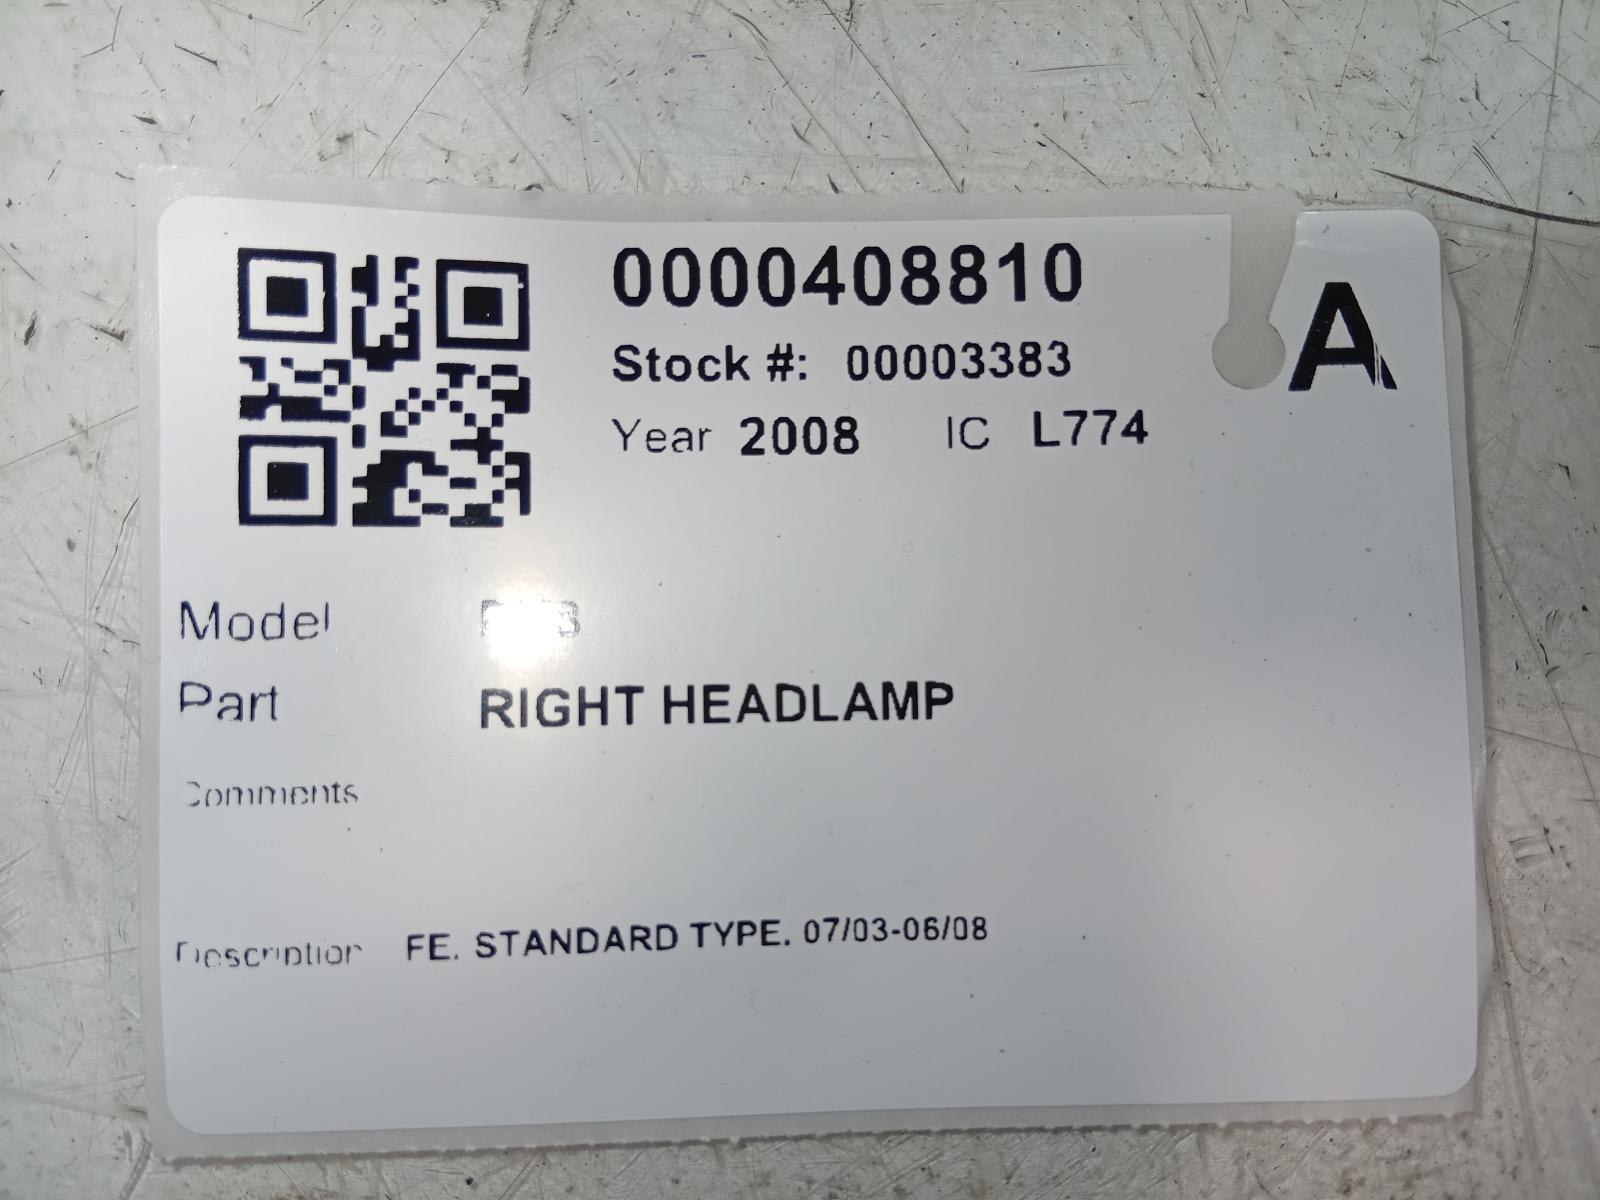 0000408810
A
Stock #: 00003383
Year 2008 IC L774
Model
Part RIGHT HEADLAMP
Comments
Description FE. STANDARD TYPE. 07/03-06/08